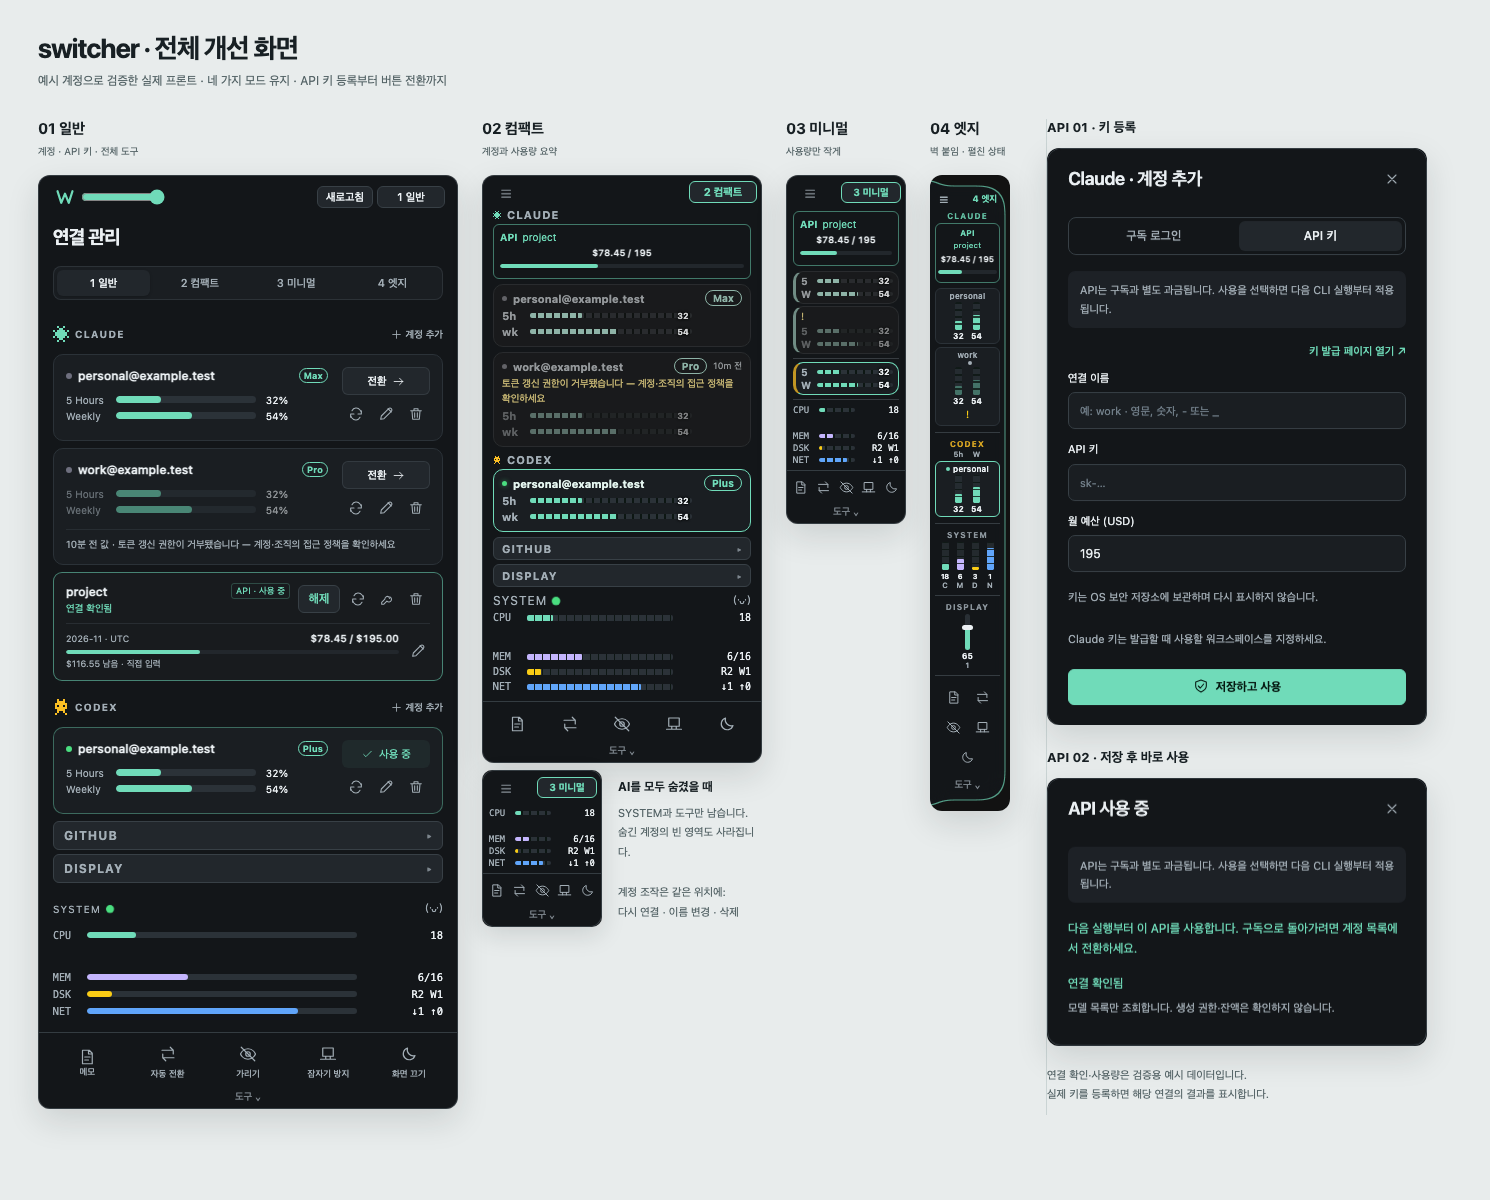 switcher · 전체 개선 화면
예시 계정으로 검증한 실제 프론트 · 네 가지 모드 유지 · API 키 등록부터 버튼 전환까지
01 일반
계정 · API 키 · 전체 도구
W
새로고침
1 일반
연결 관리
1 일반
2 컴팩트
3 미니멀
4 엣지
CLAUDE
+ 계정 추가
personal@example.test
Max
전환 →
5 Hours
32%
Weekly
54%
work@example.test
Pro
전환 →
5 Hours
32%
Weekly
54%
10분 전 값 · 토큰 갱신 권한이 거부됐습니다 — 계정·조직의 접근 정책을 확인하세요
project
API · 사용 중
해제
연결 확인됨
2026-11 · UTC
$78.45 / $195.00
$116.55 남음 · 직접 입력
CODEX
+ 계정 추가
personal@example.test
Plus
✓ 사용 중
5 Hours
32%
Weekly
54%
GITHUB
▸
DISPLAY
▸
SYSTEM
(·ᴗ·)
CPU
18
MEM
6/16
DSK
R2 W1
NET
↓1 ↑0
메모
자동 전환
가리기
잠자기 방지
화면 끄기
도구 ⌄
02 컴팩트
계정과 사용량 요약
2 컴팩트
CLAUDE
API project
$78.45 / 195
personal@example.test
Max
5h
32
wk
54
work@example.test
Pro
10m 전
토큰 갱신 권한이 거부됐습니다 — 계정·조직의 접근 정책을
확인하세요
5h
32
wk
54
CODEX
personal@example.test
Plus
5h
32
wk
54
GITHUB
▸
DISPLAY
▸
SYSTEM
(·ᴗ·)
CPU
18
MEM
6/16
DSK
R2 W1
NET
↓1 ↑0
도구 ⌄
3 미니멀
CPU
18
MEM
6/16
DSK
R2 W1
NET
↓1 ↑0
도구 ⌄
AI를 모두 숨겼을 때
SYSTEM과 도구만 남습니다.
숨긴 계정의 빈 영역도 사라집니
다.
계정 조작은 같은 위치에:
다시 연결 · 이름 변경 · 삭제
03 미니멀
사용량만 작게
3 미니멀
API project
$78.45 / 195
5
32
W
54
!
5
32
W
54
5
32
W
54
CPU
18
MEM
6/16
DSK
R2 W1
NET
↓1 ↑0
도구 ⌄
04 엣지
벽 붙임 · 펼친 상태
4 엣지
CLAUDE
API
project
$78.45 / 195
personal
32 54
work
32 54
!
CODEX
5h W
personal
32 54
SYSTEM
18 6 3 1
C M D N
DISPLAY
65
1
도구 ⌄
API 01 · 키 등록
Claude · 계정 추가
구독 로그인
API 키
API는 구독과 별도 과금됩니다. 사용을 선택하면 다음 CLI 실행부터 적용
됩니다.
키 발급 페이지 열기 ↗
연결 이름
예: work · 영문, 숫자, - 또는 _
API 키
sk-...
월 예산 (USD)
195
키는 OS 보안 저장소에 보관하며 다시 표시하지 않습니다.
Claude 키는 발급할 때 사용할 워크스페이스를 지정하세요.
저장하고 사용
API 02 · 저장 후 바로 사용
API 사용 중
API는 구독과 별도 과금됩니다. 사용을 선택하면 다음 CLI 실행부터 적용
됩니다.
다음 실행부터 이 API를 사용합니다. 구독으로 돌아가려면 계정 목록에
서 전환하세요.
연결 확인됨
모델 목록만 조회합니다. 생성 권한·잔액은 확인하지 않습니다.
연결 확인·사용량은 검증용 예시 데이터입니다.
실제 키를 등록하면 해당 연결의 결과를 표시합니다.